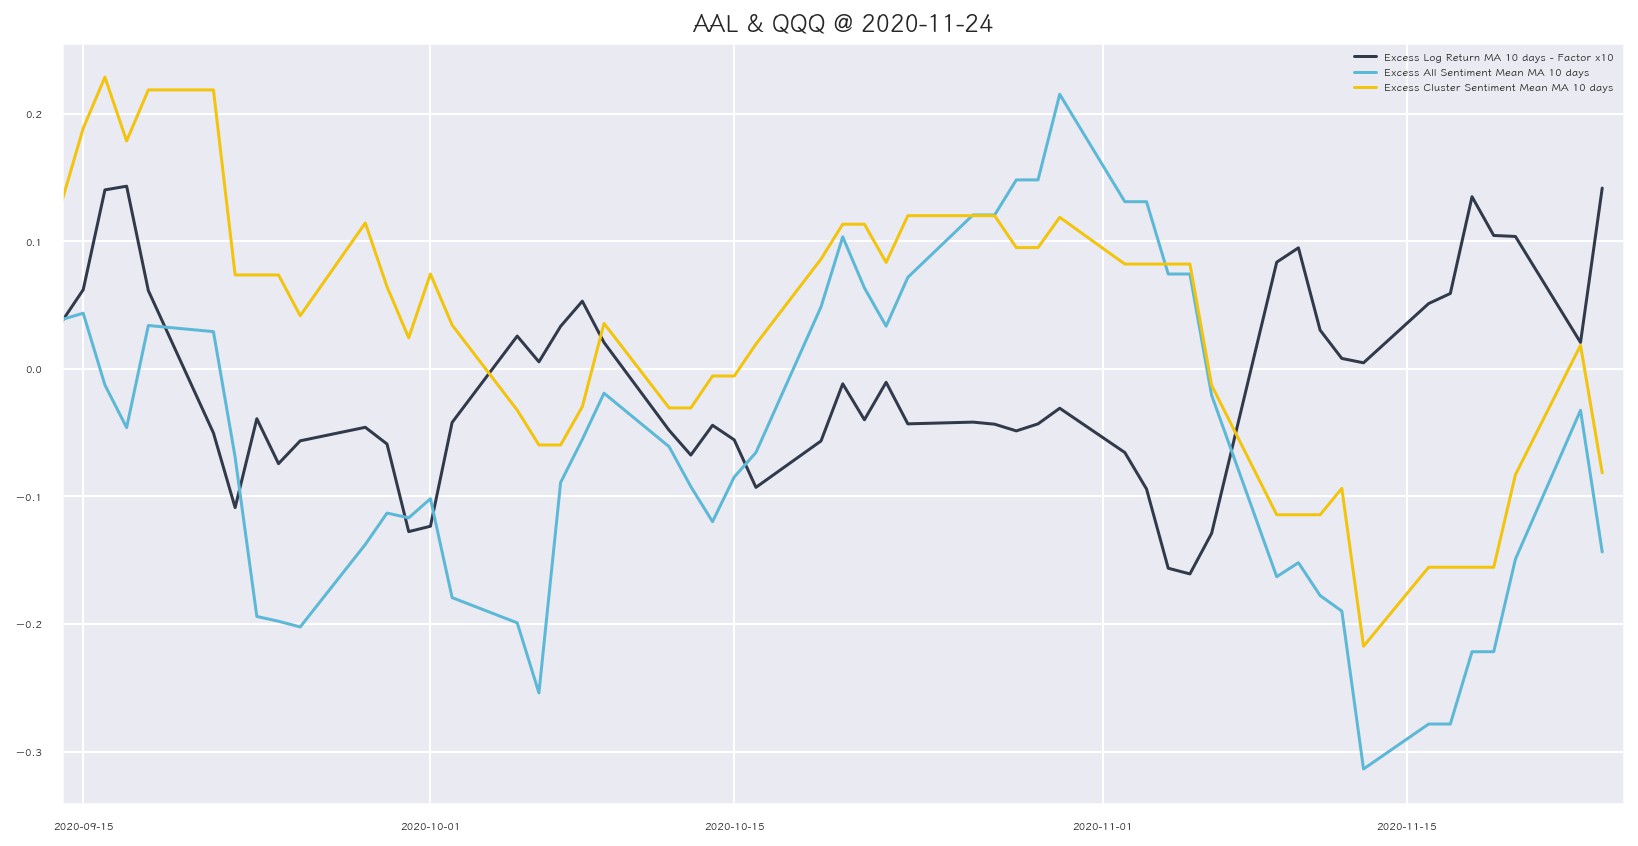 AAL & QQQ @ 2020-11-24
Excess Log Return MA 10 days - Factor x10
Excess All Sentiment Mean MA 10 days
Excess Cluster Sentiment Mean MA 10 days
0.2
0.1
0.0
−0.1
−0.2
−0.3
2020-09-15 2020-10-01 2020-10-15 2020-11-01 2020-11-15